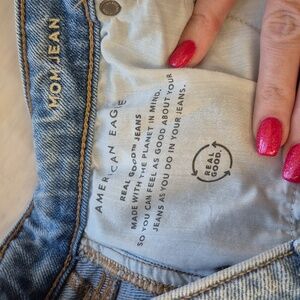 MOM JEAN
AMERICAN EAGLE
REAL GOOD™ JEANS
MADE WITH THE PLANET IN MIND,
SO YOU CAN FEEL AS GOOD ABOUT YOUR
JEANS AS YOU DO IN YOUR JEANS.
REAL
GOOD.